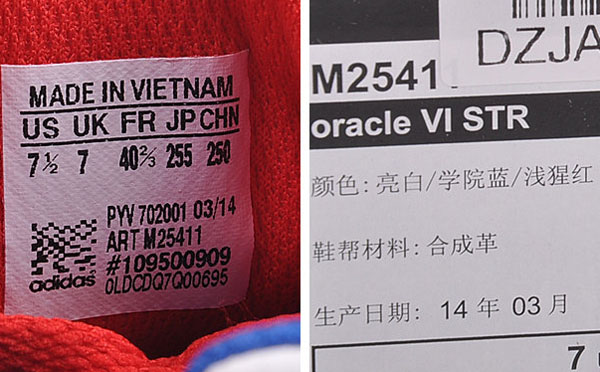 MADE IN VIETNAM
US UK FR JP CHN
7½ 7 40⅔ 255 250
PYV 702001 03/14
ART M25411
#109500909
adidas 0LDCDQ7Q00695
DZJA
M25411
oracle VI STR
颜色: 亮白/学院蓝/浅猩红
鞋帮材料: 合成革
生产日期: 14 年 03 月
7